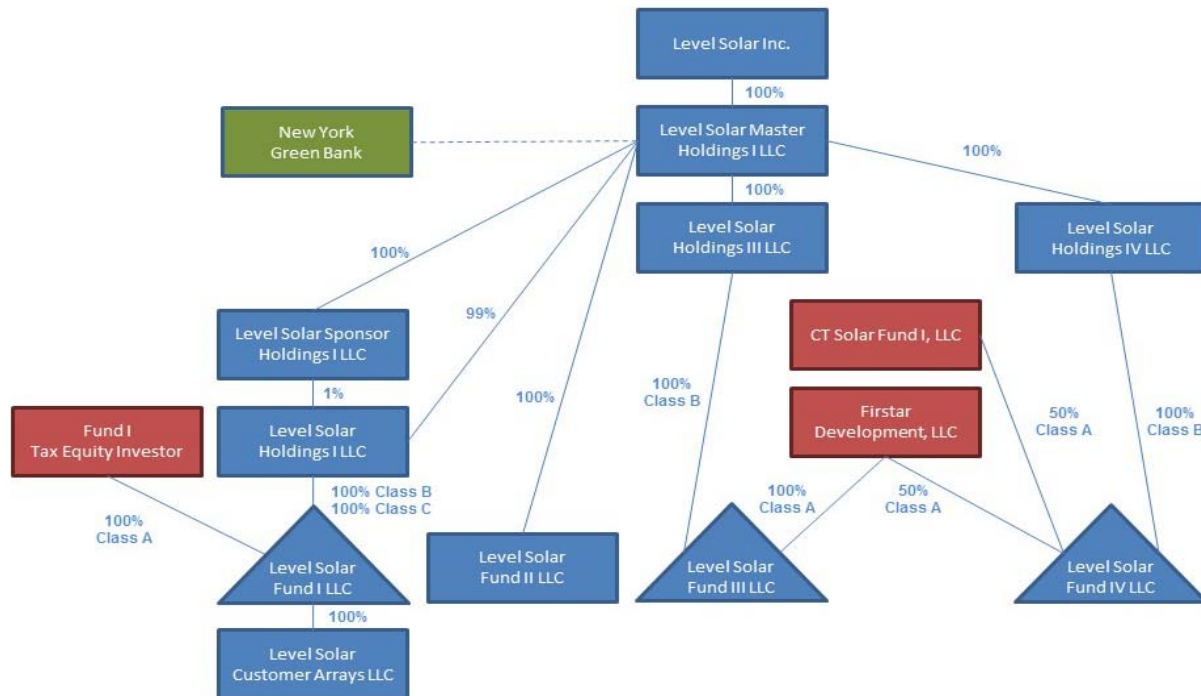 Level Solar Inc.
100%
New York
Green Bank
Level Solar Master
Holdings I LLC
100%
100%
Level Solar
Holdings III LLC
Level Solar
Holdings IV LLC
100%
99%
Level Solar Sponsor
Holdings I LLC
CT Solar Fund I, LLC
1%
100%
100%
Class B
Firstar
Development, LLC
50%
Class A
100%
Class B
Fund I
Tax Equity Investor
Level Solar
Holdings I LLC
100% Class B
100% Class C
100%
Class A
100%
Class A
50%
Class A
Level Solar
Fund I LLC
Level Solar
Fund II LLC
Level Solar
Fund III LLC
Level Solar
Fund IV LLC
100%
Level Solar
Customer Arrays LLC